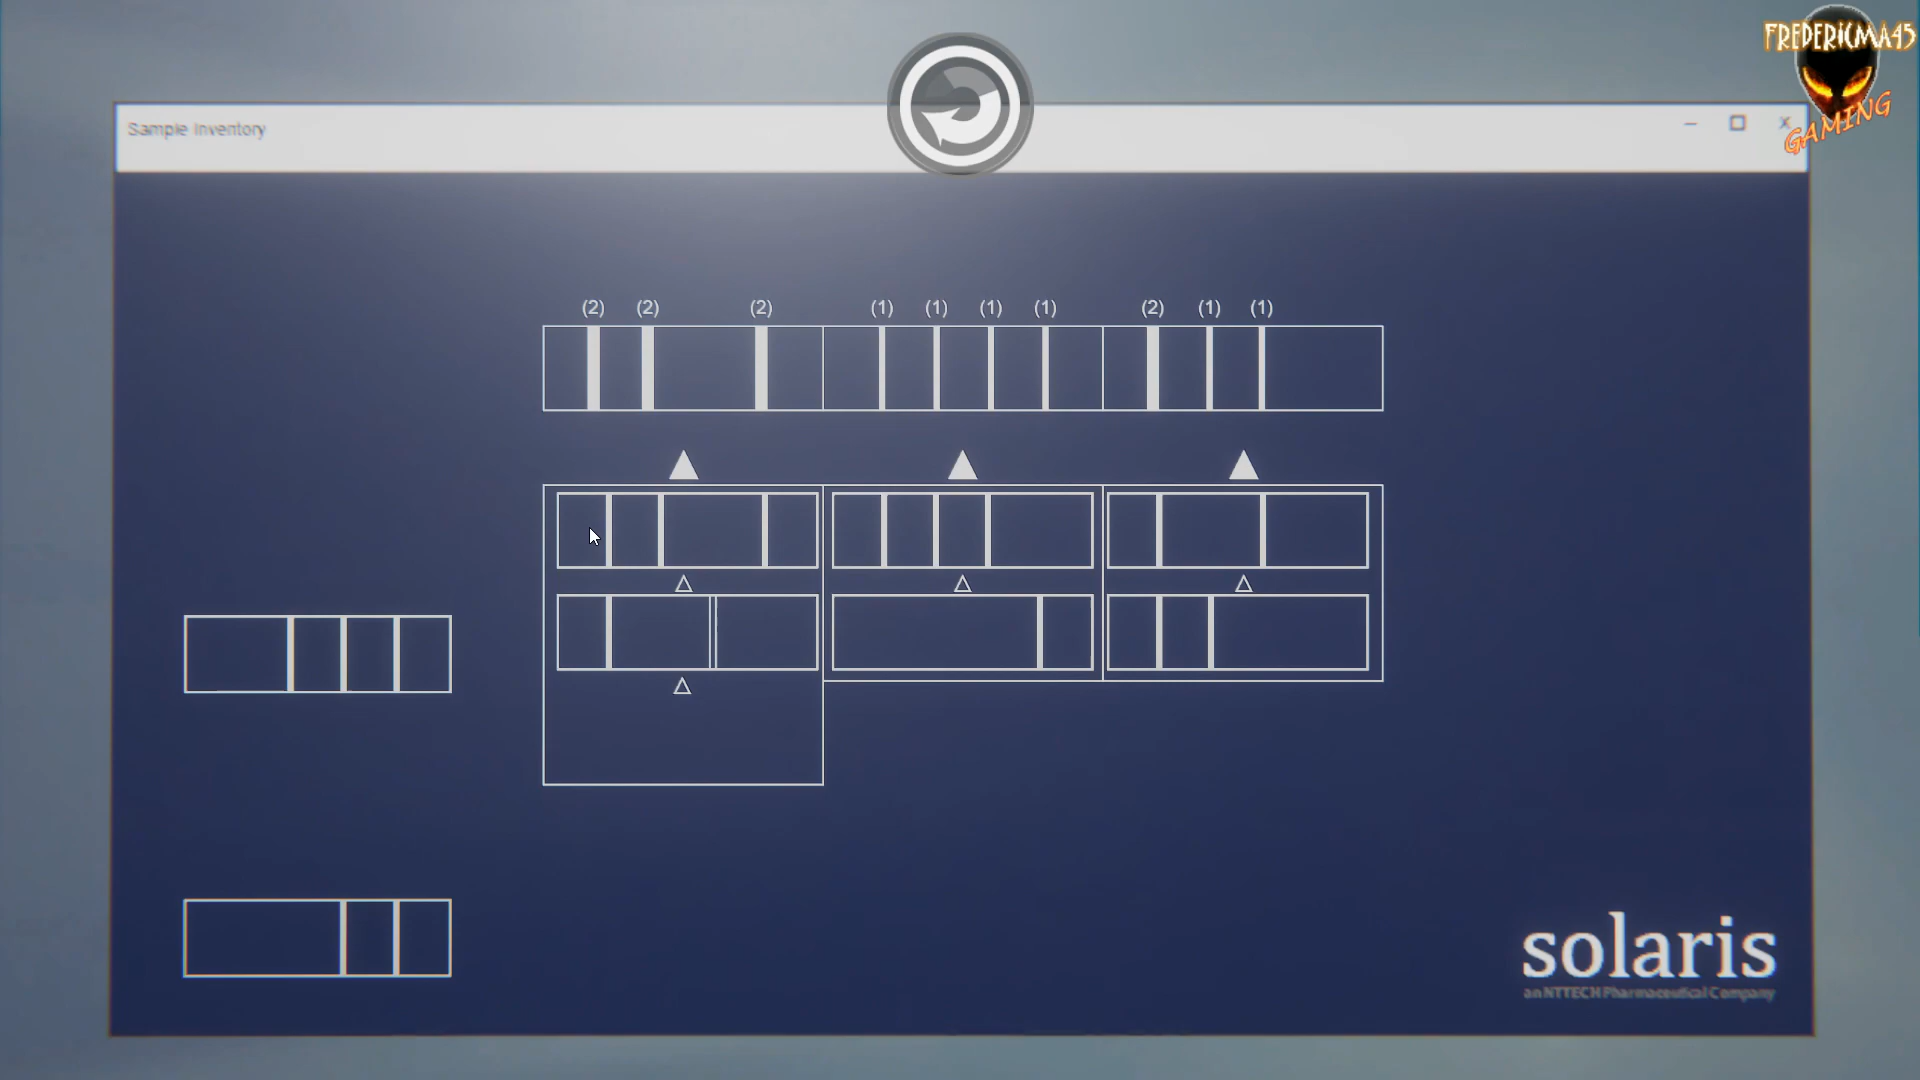 FREDERICMA45
GAMING
Sample Inventory
(2) (2) (2) (1) (1) (1) (1) (2) (1) (1)
solaris
an NTTECH Pharmaceutical Company